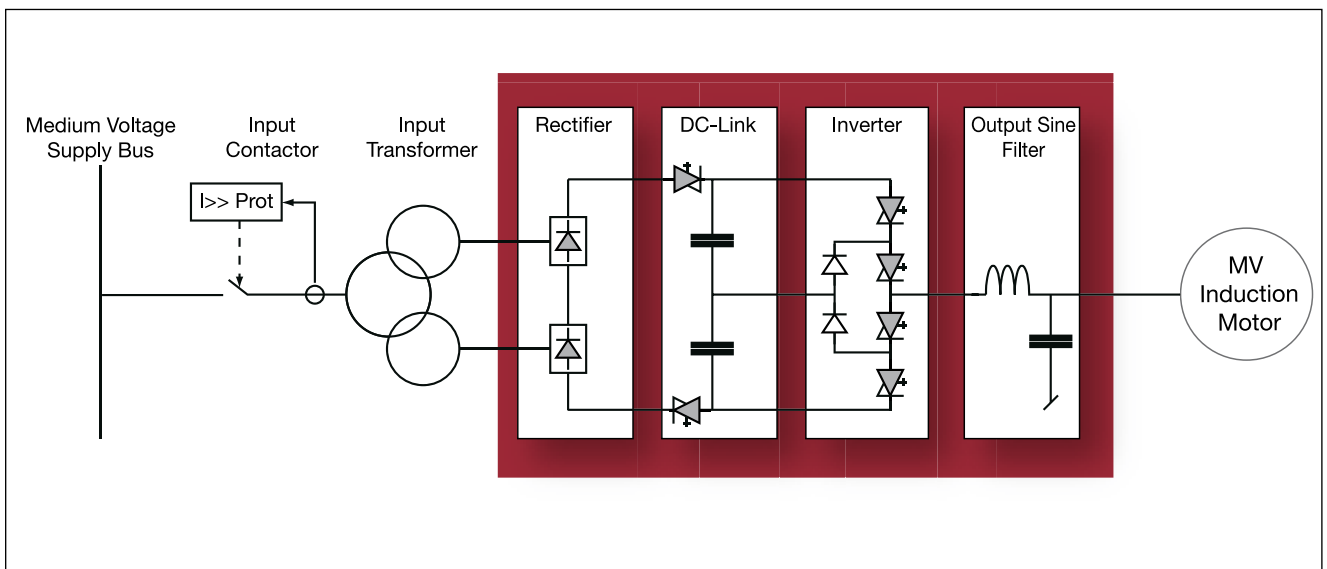 Medium Voltage
Supply Bus
Input
Contactor
Input
Transformer
Rectifier
DC-Link
Inverter
Output Sine
Filter
I>> Prot
MV
Induction
Motor